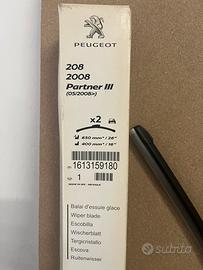 PEUGEOT
208
2008
Partner III
(05/2008>)
x2
650 mm* / 26"
400 mm* / 16"
1613159180
1
Balai d'essuie glace
Wiper blade
Escobilla
Wischerblatt
Tergicristallo
Escova
Ruitenwisser
subito